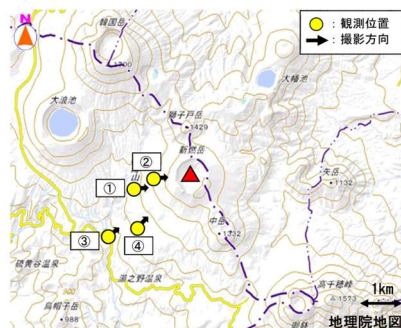 N
●：観測位置
➡：撮影方向
韓国岳
1700
大幡池
大浪池
獅子戸岳
1429
新燃岳
②
山
①
矢岳
1132
中岳
1332
③
④
硫黄谷温泉
湯之野温泉
烏帽子岳
988
高千穂峰
1573
御鉢
1km
地理院地図